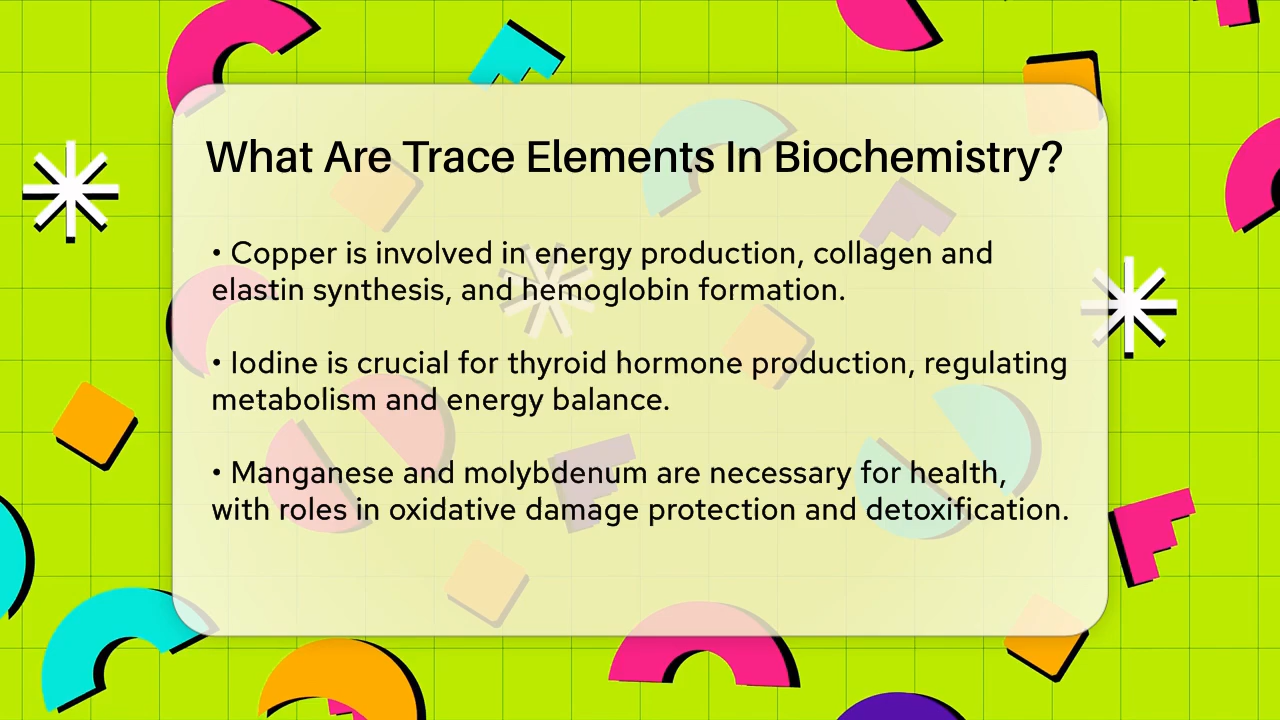 What Are Trace Elements In Biochemistry?
• Copper is involved in energy production, collagen and
elastin synthesis, and hemoglobin formation.
• Iodine is crucial for thyroid hormone production, regulating
metabolism and energy balance.
• Manganese and molybdenum are necessary for health,
with roles in oxidative damage protection and detoxification.